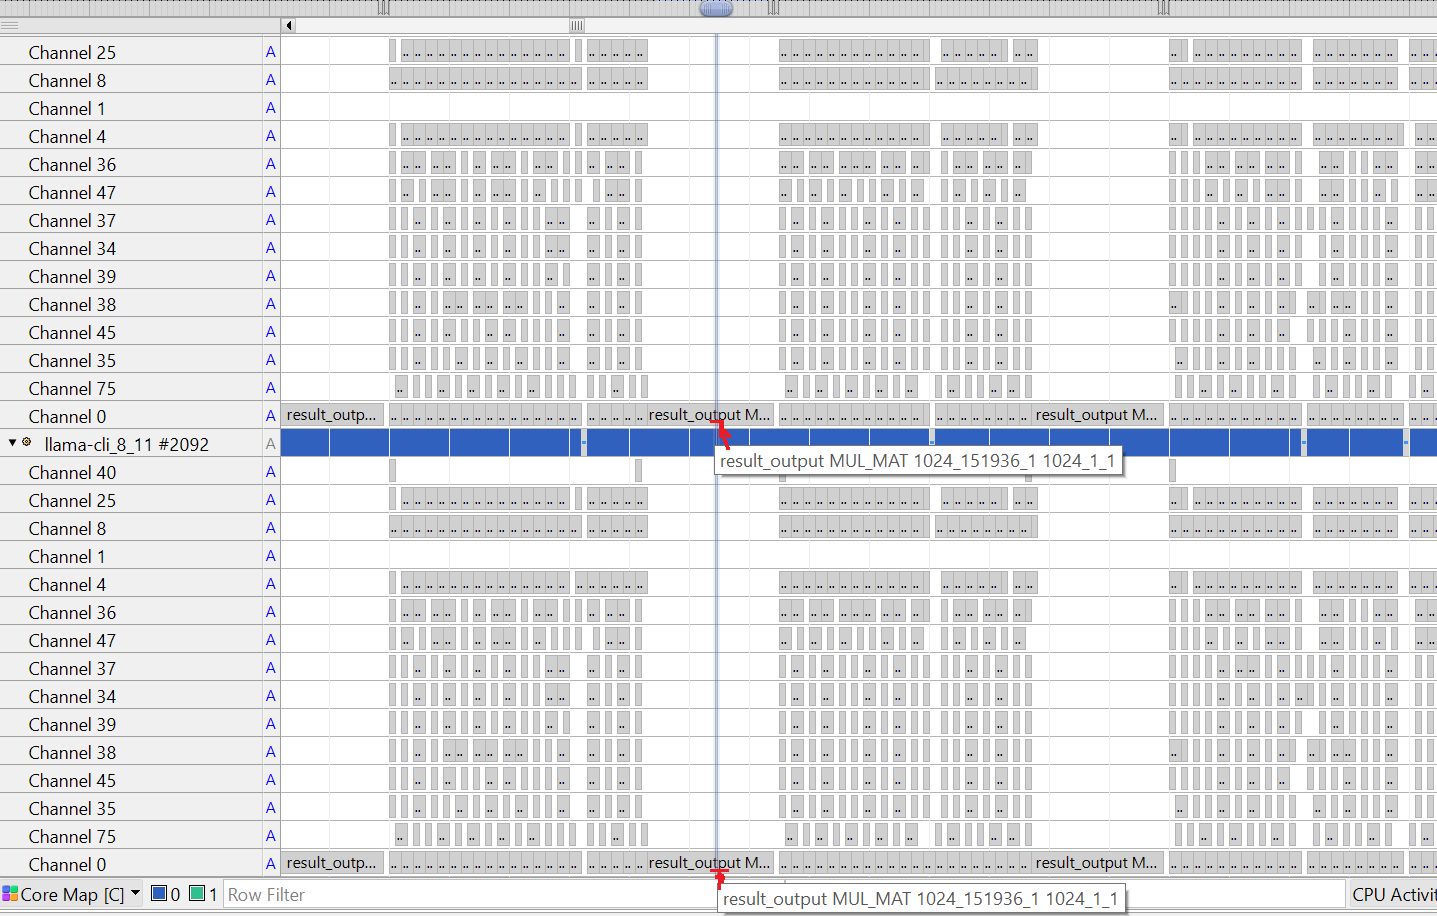 Channel 25 A
Channel 8 A
Channel 1 A
Channel 4 A
Channel 36 A
Channel 47 A
Channel 37 A
Channel 34 A
Channel 39 A
Channel 38 A
Channel 45 A
Channel 35 A
Channel 75 A
Channel 0 A result_outp... result_output M... result_output M...
llama-cli_8_11 #2092 A
result_output MUL_MAT 1024_151936_1 1024_1_1
Channel 40 A
Channel 25 A
Channel 8 A
Channel 1 A
Channel 4 A
Channel 36 A
Channel 47 A
Channel 37 A
Channel 34 A
Channel 39 A
Channel 38 A
Channel 45 A
Channel 35 A
Channel 75 A
Channel 0 A result_outp... result_output M... result_output M...
Core Map [C] 0 1 Row Filter CPU Activit
result_output MUL_MAT 1024_151936_1 1024_1_1